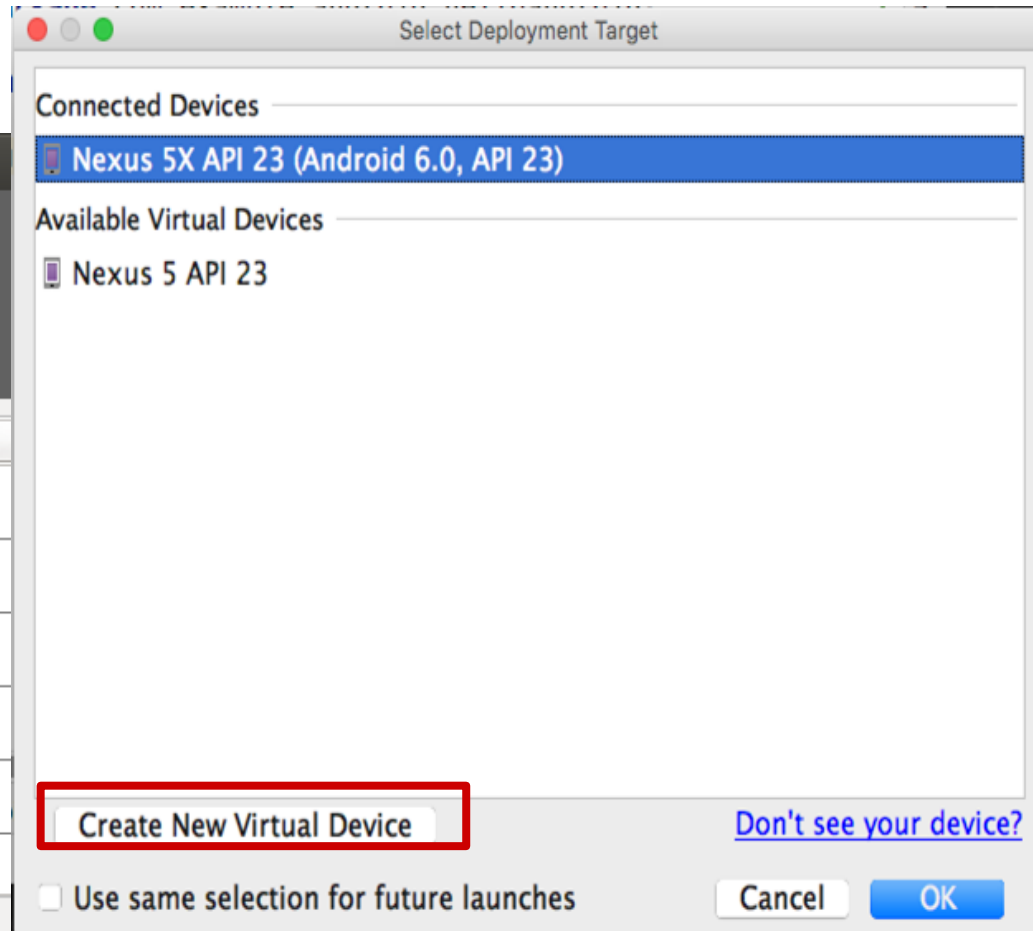 Select Deployment Target
Connected Devices
Nexus 5X API 23 (Android 6.0, API 23)
Available Virtual Devices
Nexus 5 API 23
Create New Virtual Device
Don't see your device?
Use same selection for future launches
Cancel
OK